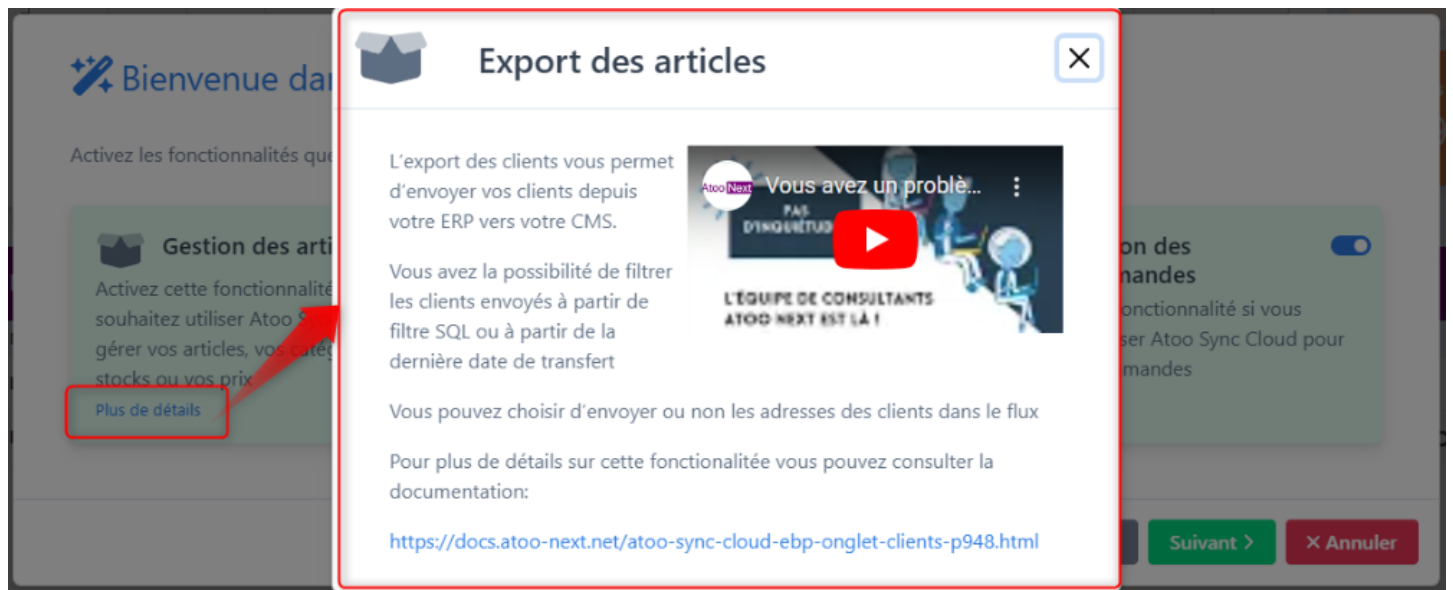 Bienvenue dan
Activez les fonctionnalités que
Gestion des arti
Activez cette fonctionnalité
souhaitez utiliser Atoo S
gérer vos articles, vos catég
stocks ou vos prix
Plus de détails
Export des articles
L'export des clients vous permet
d'envoyer vos clients depuis
votre ERP vers votre CMS.
Vous avez la possibilité de filtrer
les clients envoyés à partir de
filtre SQL ou à partir de la
dernière date de transfert
Atoo Next
Vous avez un problè...
PAS
D'INQUIÉTUD
L'ÉQUIPE DE CONSULTANTS
ATOO NEXT EST LÀ !
Vous pouvez choisir d'envoyer ou non les adresses des clients dans le flux
Pour plus de détails sur cette fonctionalitée vous pouvez consulter la
documentation:
https://docs.atoo-next.net/atoo-sync-cloud-ebp-onglet-clients-p948.html
on des
mandes
onctionnalité si vous
ser Atoo Sync Cloud pour
mandes
Suivant >
× Annuler